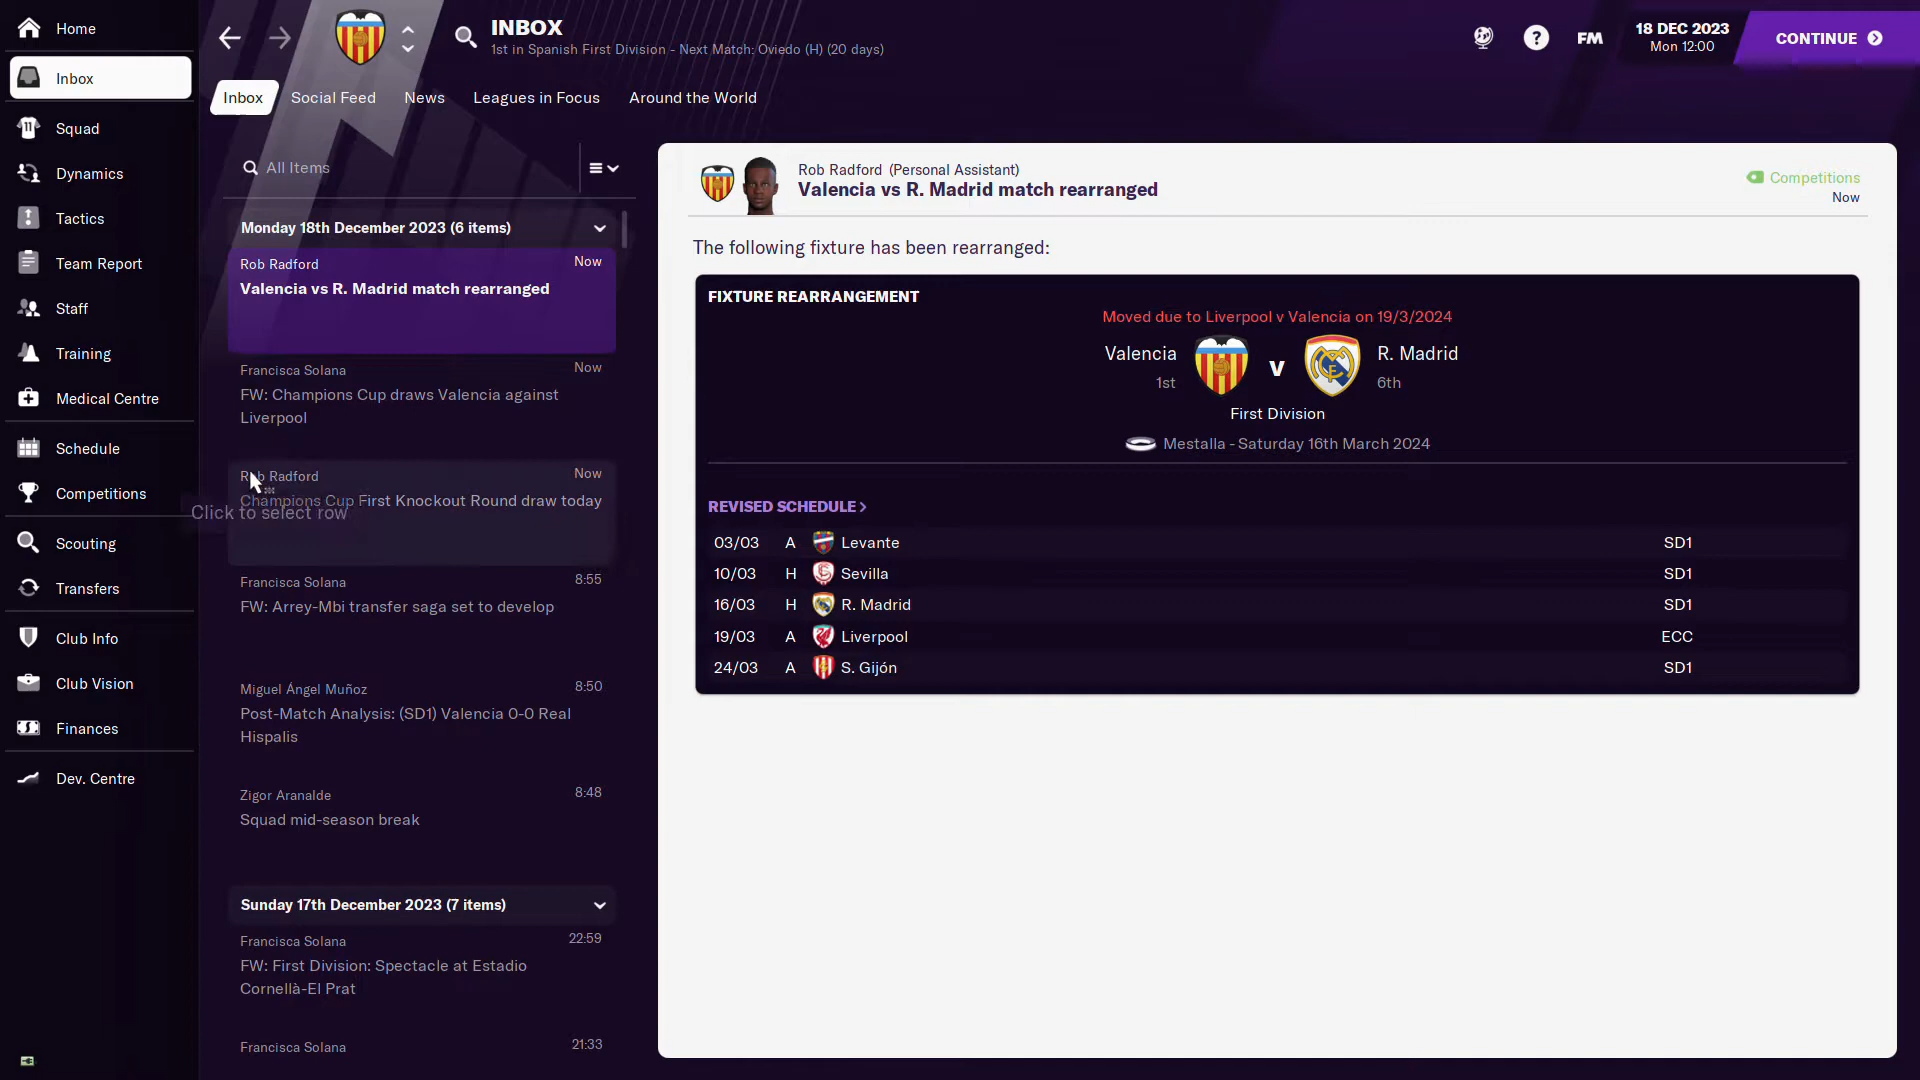 Home
Inbox
Squad
Dynamics
Tactics
Team Report
Staff
Training
Medical Centre
Schedule
Competitions
Scouting
Transfers
Club Info
Club Vision
Finances
Dev. Centre
INBOX
1st in Spanish First Division - Next Match: Oviedo (H) (20 days)
FM
18 DEC 2023
Mon 12:00
CONTINUE
Inbox Social Feed News Leagues in Focus Around the World
All Items
Monday 18th December 2023 (6 items)
Rob Radford Now
Valencia vs R. Madrid match rearranged
Francisca Solana Now
FW: Champions Cup draws Valencia against
Liverpool
Rob Radford Now
Champions Cup First Knockout Round draw today
Click to select row
Francisca Solana 8:55
FW: Arrey-Mbi transfer saga set to develop
Miguel Ángel Muñoz 8:50
Post-Match Analysis: (SD1) Valencia 0-0 Real
Hispalis
Zigor Aranalde 8:48
Squad mid-season break
Sunday 17th December 2023 (7 items)
Francisca Solana 22:59
FW: First Division: Spectacle at Estadio
Cornellà-El Prat
Francisca Solana 21:33
Rob Radford (Personal Assistant)
Valencia vs R. Madrid match rearranged
Competitions
Now
The following fixture has been rearranged:
FIXTURE REARRANGEMENT
Moved due to Liverpool v Valencia on 19/3/2024
Valencia v R. Madrid
1st 6th
First Division
Mestalla - Saturday 16th March 2024
REVISED SCHEDULE >
03/03 A Levante SD1
10/03 H Sevilla SD1
16/03 H R. Madrid SD1
19/03 A Liverpool ECC
24/03 A S. Gijón SD1